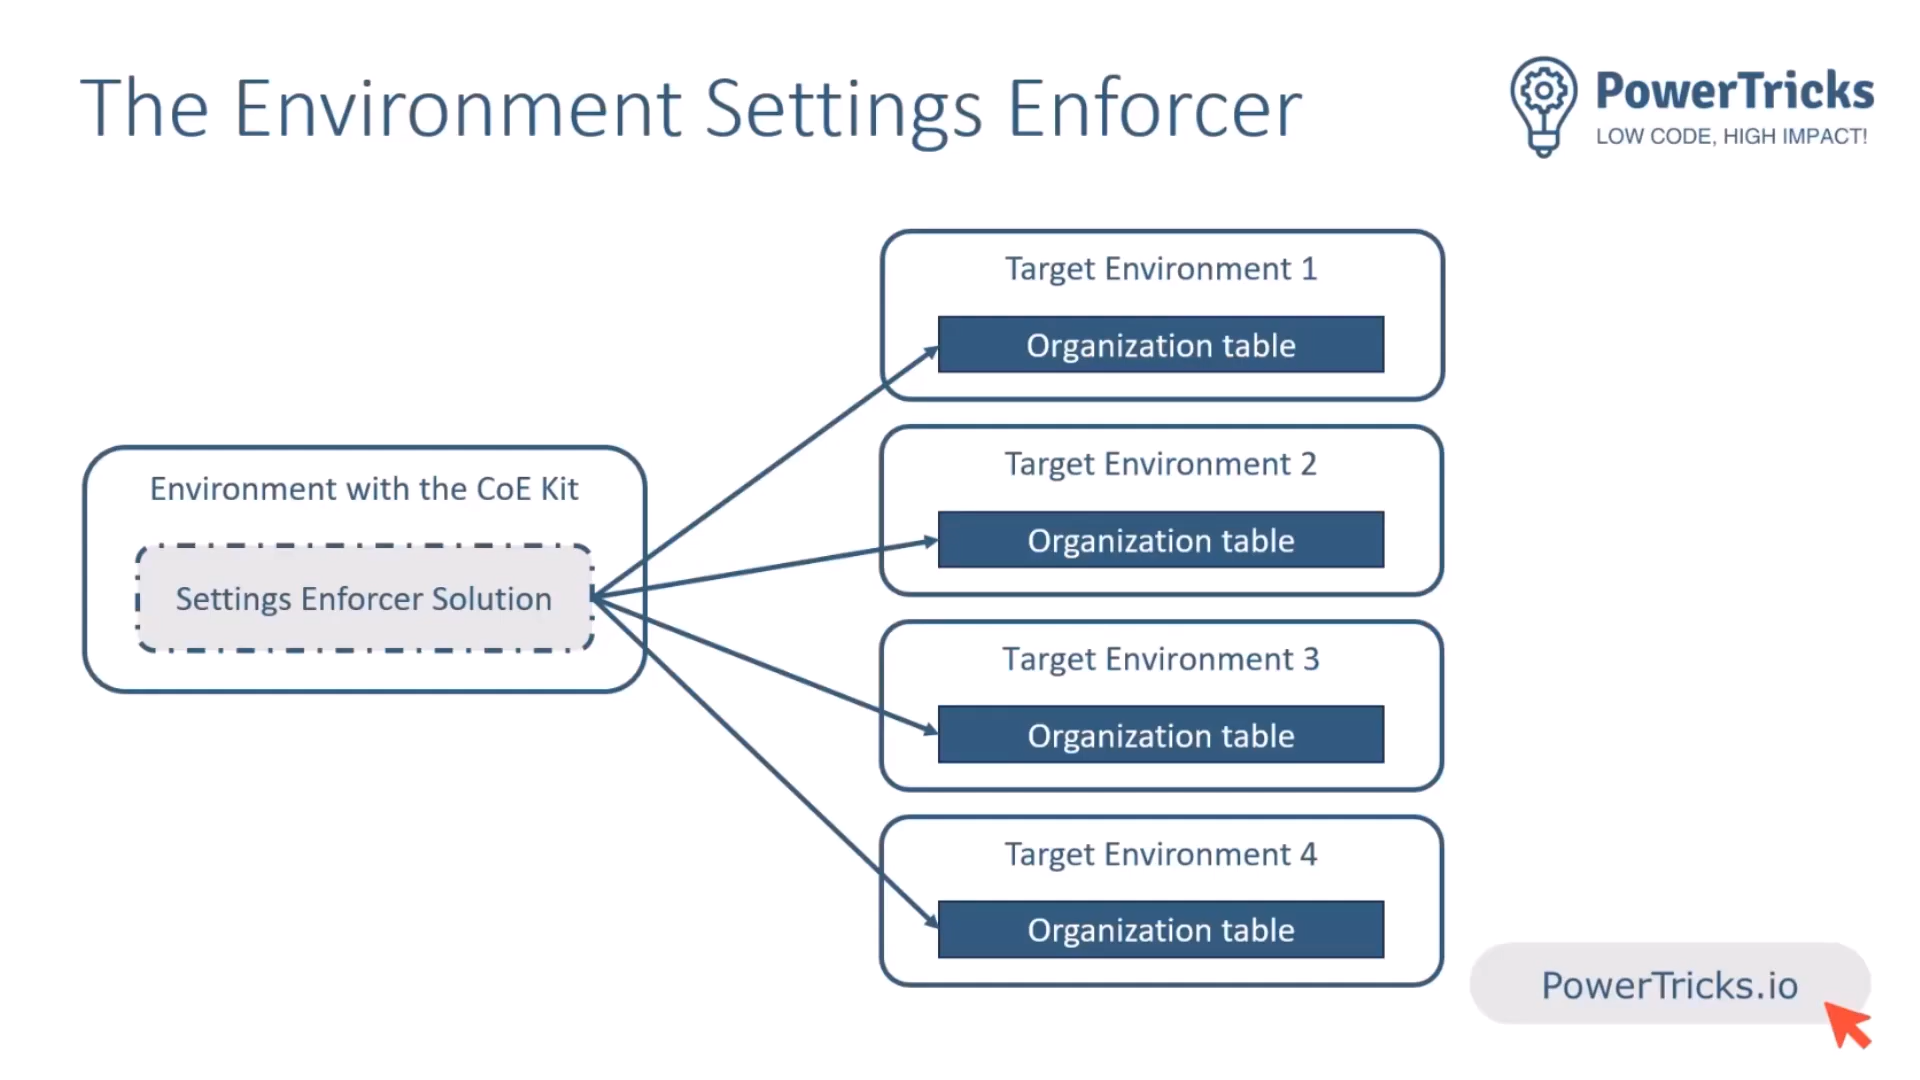 The Environment Settings Enforcer
PowerTricks
LOW CODE, HIGH IMPACT!
Environment with the CoE Kit
Settings Enforcer Solution
Target Environment 1
Organization table
Target Environment 2
Organization table
Target Environment 3
Organization table
Target Environment 4
Organization table
PowerTricks.io